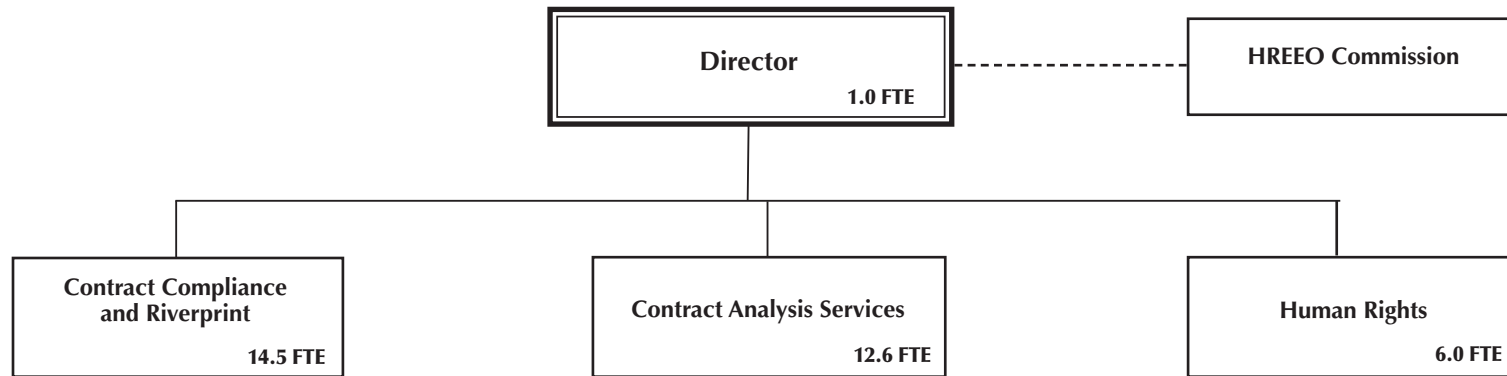 Director
1.0 FTE
HREEO Commission
Contract Compliance
and Riverprint
14.5 FTE
Contract Analysis Services
12.6 FTE
Human Rights
6.0 FTE